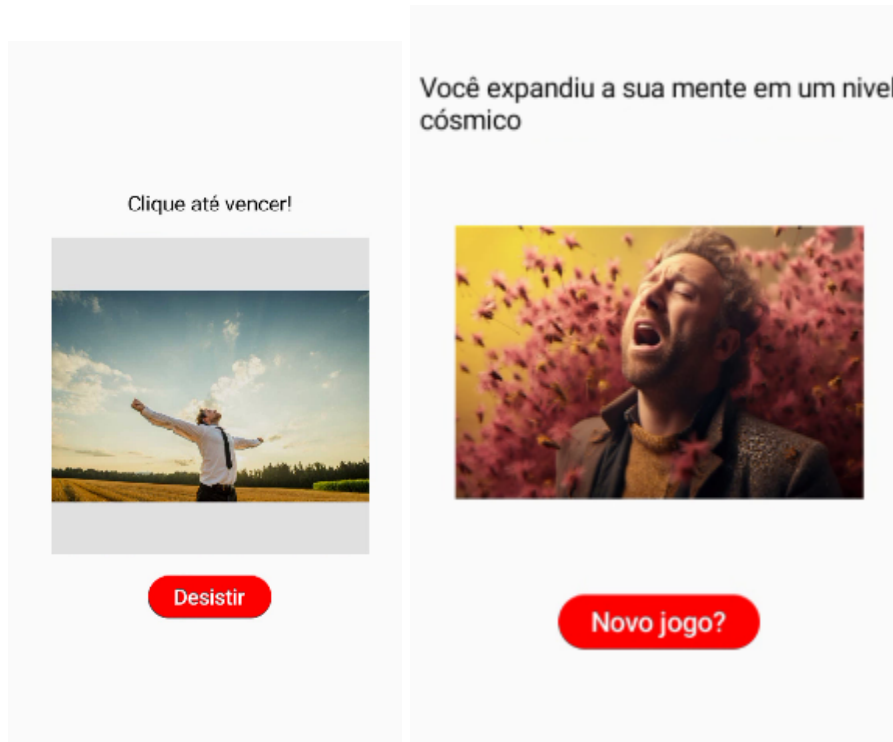 Clique até vencer!
Desistir
Você expandiu a sua mente em um nivel
cósmico
Novo jogo?